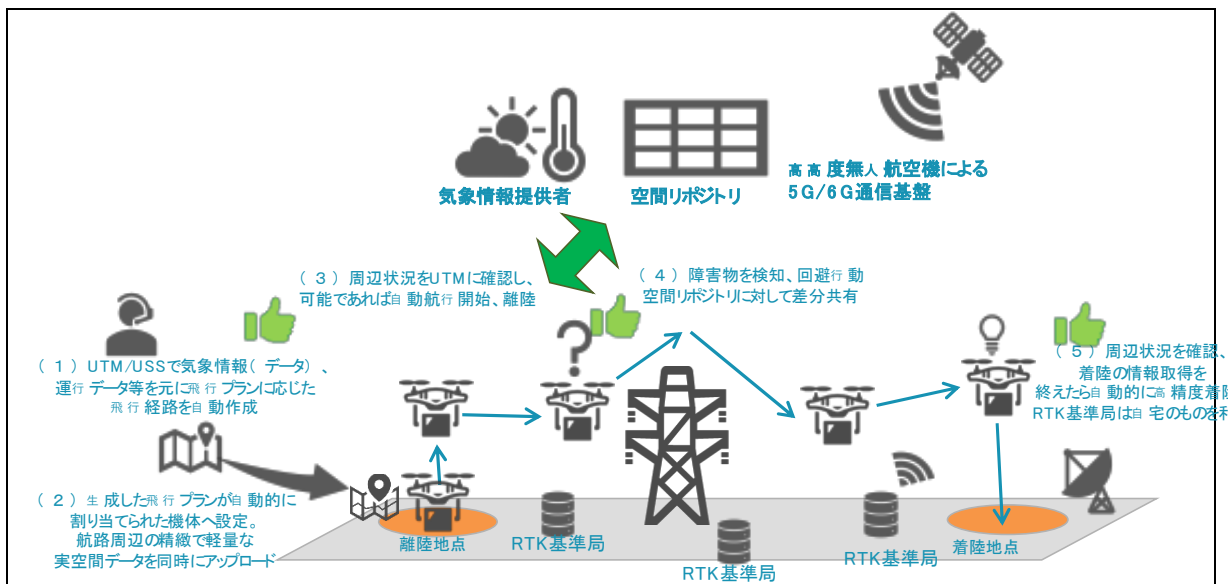 気象情報提供者
空間リポジトリ
高高度無人航空機による
5G/6G通信基盤
(3)周辺状況をUTMに確認し、
可能であれば自動航行開始、離陸
(4)障害物を検知、回避行動
空間リポジトリに対して差分共有
(1)UTM/USSで気象情報(データ)、
運行データ等を元に飛行プランに応じた
飛行経路を自動作成
(5)周辺状況を確認、
着陸の情報取得を
終えたら自動的に高精度着陸
RTK基準局は自宅のものを利
(2)生成した飛行プランが自動的に
割り当てられた機体へ設定。
航路周辺の精緻で軽量な
実空間データを同時にアップロード
離陸地点
RTK基準局
RTK基準局
RTK基準局
着陸地点